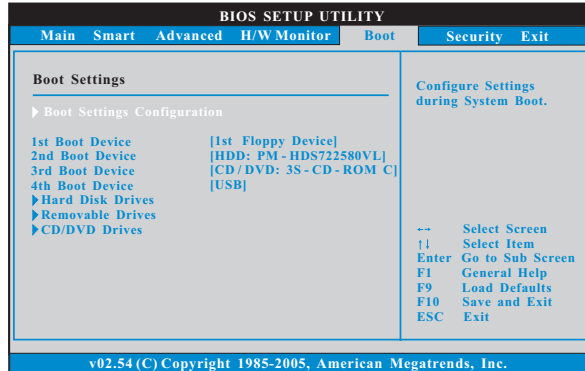 BIOS SETUP UTILITY
Main Smart Advanced H/W Monitor Boot Security Exit
Boot Settings
Boot Settings Configuration
1st Boot Device [1st Floppy Device]
2nd Boot Device [HDD: PM - HDS722580VL]
3rd Boot Device [CD / DVD: 3S - CD - ROM C]
4th Boot Device [USB]
Hard Disk Drives
Removable Drives
CD/DVD Drives
Configure Settings
during System Boot.
←→ Select Screen
↑↓ Select Item
Enter Go to Sub Screen
F1 General Help
F9 Load Defaults
F10 Save and Exit
ESC Exit
v02.54 (C) Copyright 1985-2005, American Megatrends, Inc.